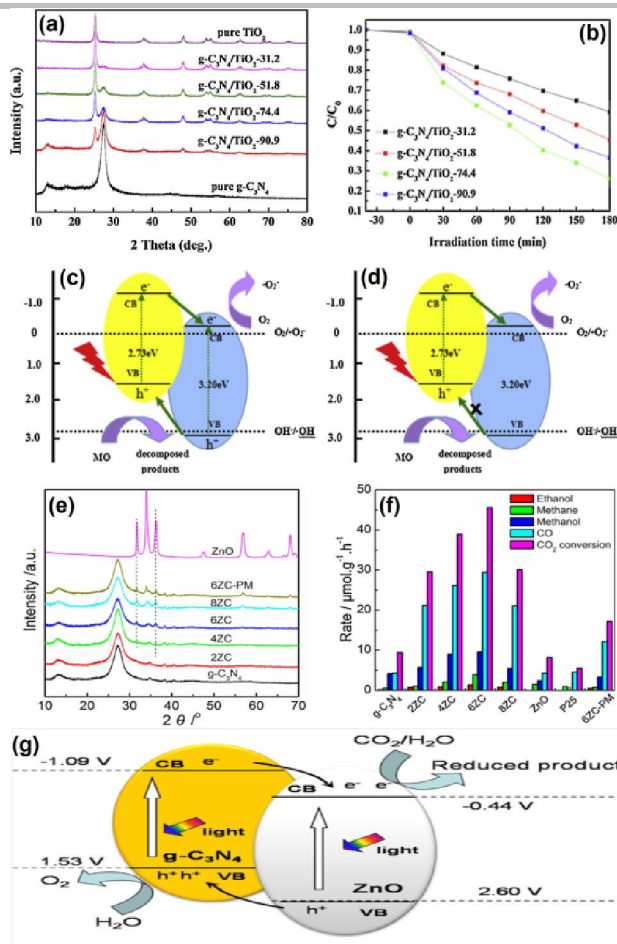 (a)
Intensity (a.u.)
pure TiO₂
g-C₃N₄/TiO₂-31.2
g-C₃N₄/TiO₂-51.8
g-C₃N₄/TiO₂-74.4
g-C₃N₄/TiO₂-90.9
pure g-C₃N₄
10 20 30 40 50 60 70 80
2 Theta (deg.)
(b)
C/C₀
1.0
0.9
0.8
0.7
0.6
0.5
0.4
0.3
0.2
0.1
g-C₃N₄/TiO₂-31.2
g-C₃N₄/TiO₂-51.8
g-C₃N₄/TiO₂-74.4
g-C₃N₄/TiO₂-90.9
-30 0 30 60 90 120 150 180
Irradiation time (min)
(c)
-1.0
0
1.0
2.0
3.0
e⁻
CB
2.73eV
VB
h⁺
e⁻
CB
3.20eV
VB
h⁺
·O₂⁻
O₂
O₂/·O₂⁻
OH⁻/·OH
MO
decomposed
products
(d)
-1.0
0
1.0
2.0
3.0
e⁻
CB
2.73eV
VB
h⁺
CB
3.20eV
VB
·O₂⁻
O₂
O₂/·O₂⁻
OH⁻/·OH
MO
decomposed
products
(e)
Intensity /a.u.
ZnO
6ZC-PM
8ZC
6ZC
4ZC
2ZC
g-C₃N₄
10 20 30 40 50 60 70
2 θ /°
(f)
Rate / μmol.g⁻¹.h⁻¹
50
40
30
20
10
0
Ethanol
Methane
Methanol
CO
CO₂ conversion
g-C₃N₄ 2ZC 4ZC 6ZC 8ZC ZnO P25 6ZC-PM
(g)
-1.09 V
CB e⁻
light
g-C₃N₄
1.53 V
h⁺ h⁺ VB
O₂
H₂O
CO₂/H₂O
Reduced product
CB e⁻ e⁻
-0.44 V
light
ZnO
2.60 V
h⁺ VB